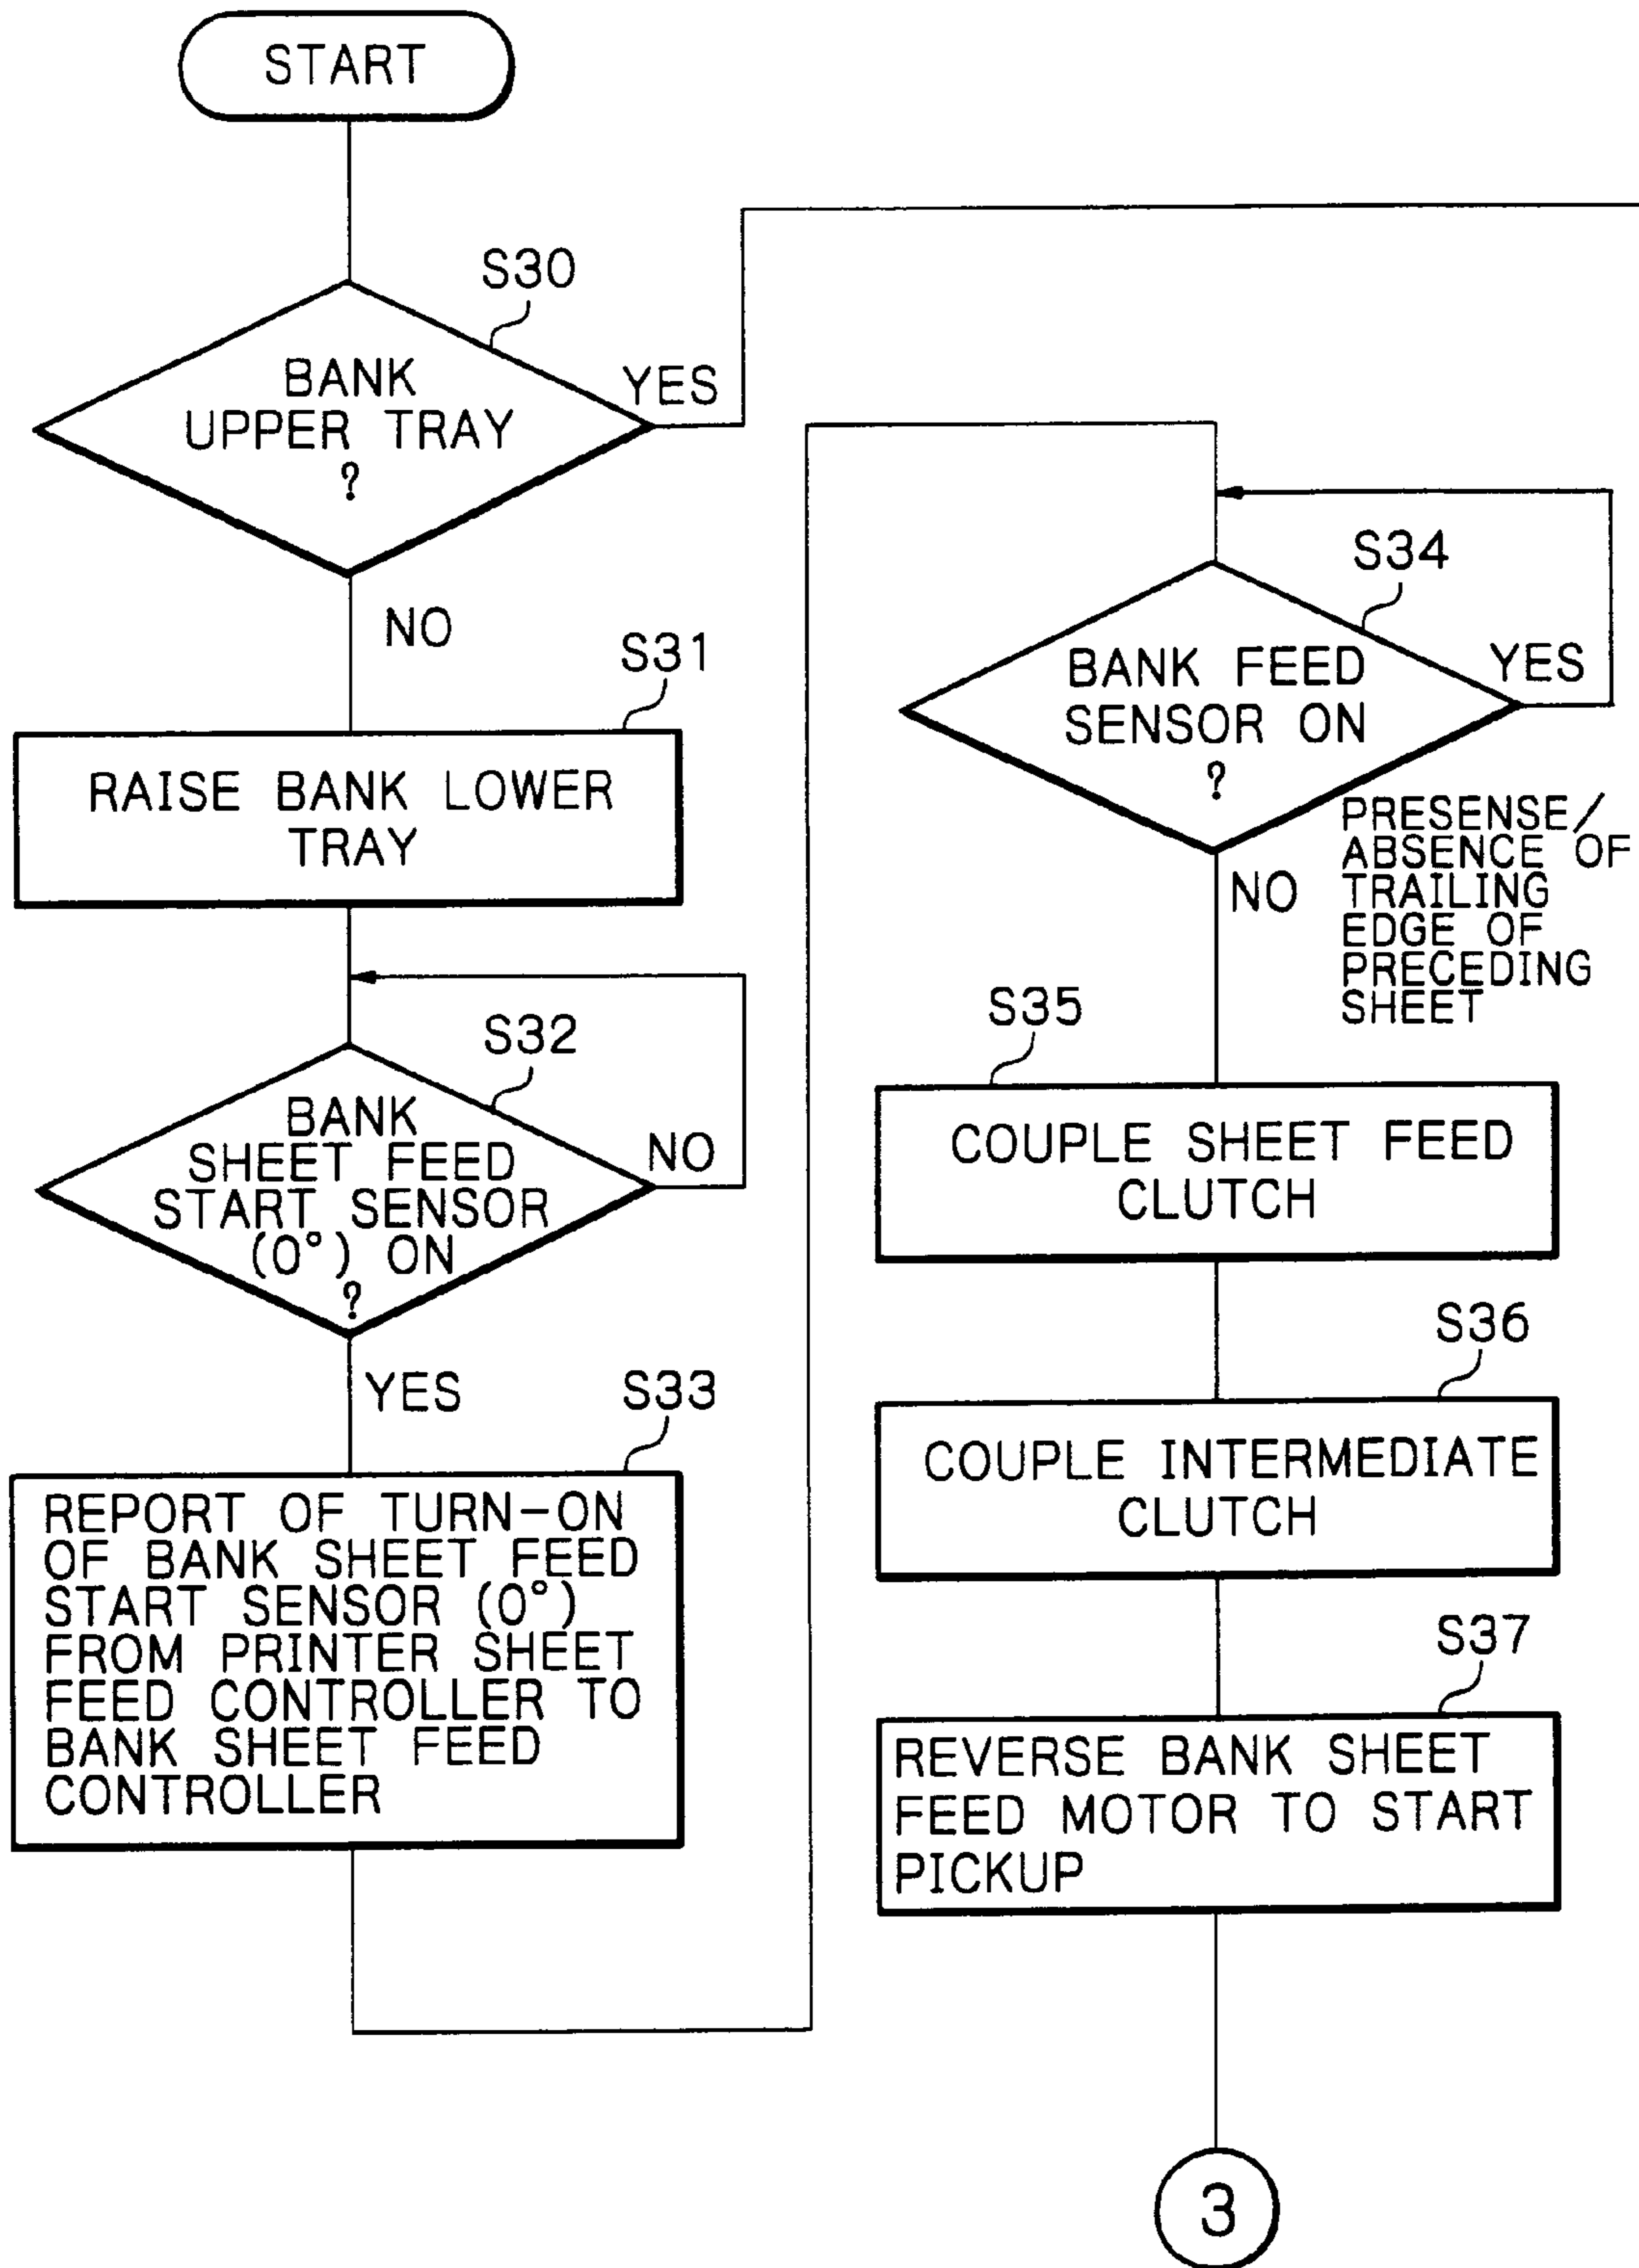 START
S30
BANK
UPPER TRAY
?
YES
NO
S31
RAISE BANK LOWER
TRAY
S32
BANK
SHEET FEED
START SENSOR
(0°) ON
?
NO
YES
S33
REPORT OF TURN-ON
OF BANK SHEET FEED
START SENSOR (0°)
FROM PRINTER SHEET
FEED CONTROLLER TO
BANK SHEET FEED
CONTROLLER
S34
BANK FEED
SENSOR ON
?
YES
NO
PRESENSE/
ABSENCE OF
TRAILING
EDGE OF
PRECEDING
SHEET
S35
COUPLE SHEET FEED
CLUTCH
S36
COUPLE INTERMEDIATE
CLUTCH
S37
REVERSE BANK SHEET
FEED MOTOR TO START
PICKUP
3